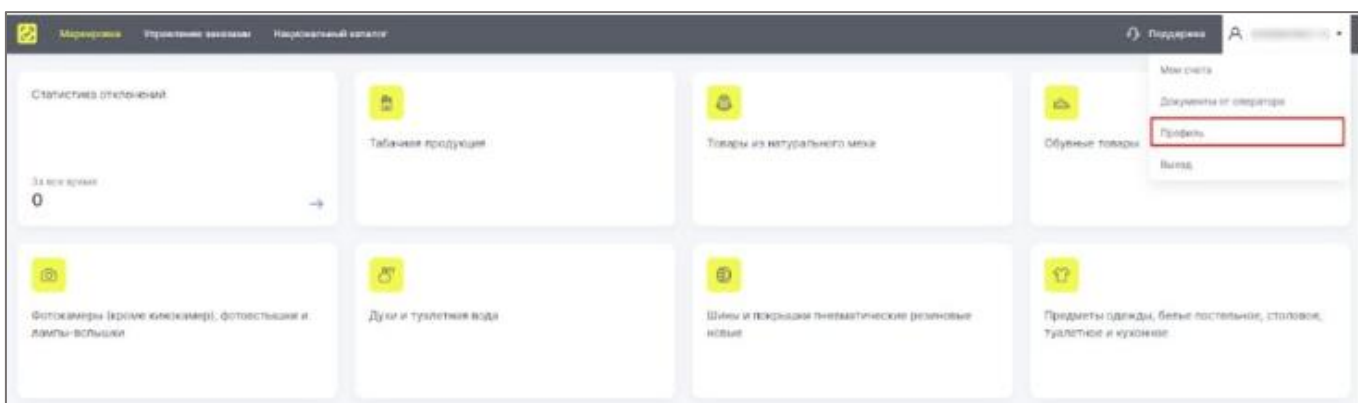 Маркировка Управление заказами Национальный каталог Поддержка
Мои счета
Документы от оператора
Профиль
Выход
Статистика отклонений
За все время
0
Табачная продукция
Товары из натурального меха
Обувные товары
Фотокамеры (кроме кинокамер), фотовспышки и
лампы-вспышки
Духи и туалетная вода
Шины и покрышки пневматические резиновые
новые
Предметы одежды, белье постельное, столовое,
туалетное и кухонное